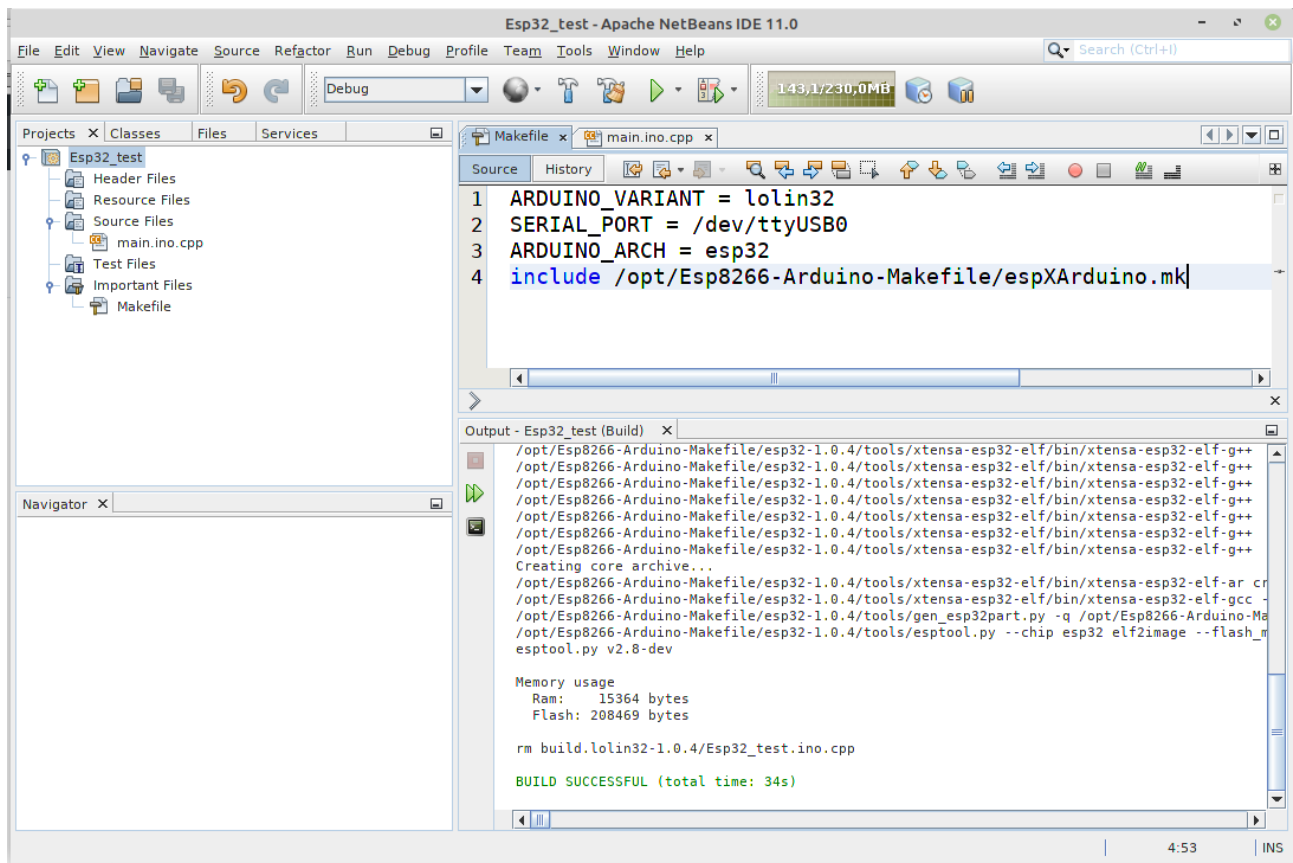 Esp32_test - Apache NetBeans IDE 11.0
File Edit View Navigate Source Refactor Run Debug Profile Team Tools Window Help
Search (Ctrl+I)
Debug
143,1/230,0MB
Projects Classes Files Services
Esp32_test
Header Files
Resource Files
Source Files
main.ino.cpp
Test Files
Important Files
Makefile
Navigator
Makefile main.ino.cpp
Source History
1 ARDUINO_VARIANT = lolin32
2 SERIAL_PORT = /dev/ttyUSB0
3 ARDUINO_ARCH = esp32
4 include /opt/Esp8266-Arduino-Makefile/espXArduino.mk
Output - Esp32_test (Build)
/opt/Esp8266-Arduino-Makefile/esp32-1.0.4/tools/xtensa-esp32-elf/bin/xtensa-esp32-elf-g++
/opt/Esp8266-Arduino-Makefile/esp32-1.0.4/tools/xtensa-esp32-elf/bin/xtensa-esp32-elf-g++
/opt/Esp8266-Arduino-Makefile/esp32-1.0.4/tools/xtensa-esp32-elf/bin/xtensa-esp32-elf-g++
/opt/Esp8266-Arduino-Makefile/esp32-1.0.4/tools/xtensa-esp32-elf/bin/xtensa-esp32-elf-g++
/opt/Esp8266-Arduino-Makefile/esp32-1.0.4/tools/xtensa-esp32-elf/bin/xtensa-esp32-elf-g++
/opt/Esp8266-Arduino-Makefile/esp32-1.0.4/tools/xtensa-esp32-elf/bin/xtensa-esp32-elf-g++
/opt/Esp8266-Arduino-Makefile/esp32-1.0.4/tools/xtensa-esp32-elf/bin/xtensa-esp32-elf-g++
Creating core archive...
/opt/Esp8266-Arduino-Makefile/esp32-1.0.4/tools/xtensa-esp32-elf/bin/xtensa-esp32-elf-ar cr
/opt/Esp8266-Arduino-Makefile/esp32-1.0.4/tools/xtensa-esp32-elf/bin/xtensa-esp32-elf-gcc -
/opt/Esp8266-Arduino-Makefile/esp32-1.0.4/tools/gen_esp32part.py -q /opt/Esp8266-Arduino-Ma
/opt/Esp8266-Arduino-Makefile/esp32-1.0.4/tools/esptool.py --chip esp32 elf2image --flash_m
esptool.py v2.8-dev
Memory usage
Ram: 15364 bytes
Flash: 208469 bytes
rm build.lolin32-1.0.4/Esp32_test.ino.cpp
BUILD SUCCESSFUL (total time: 34s)
4:53 INS